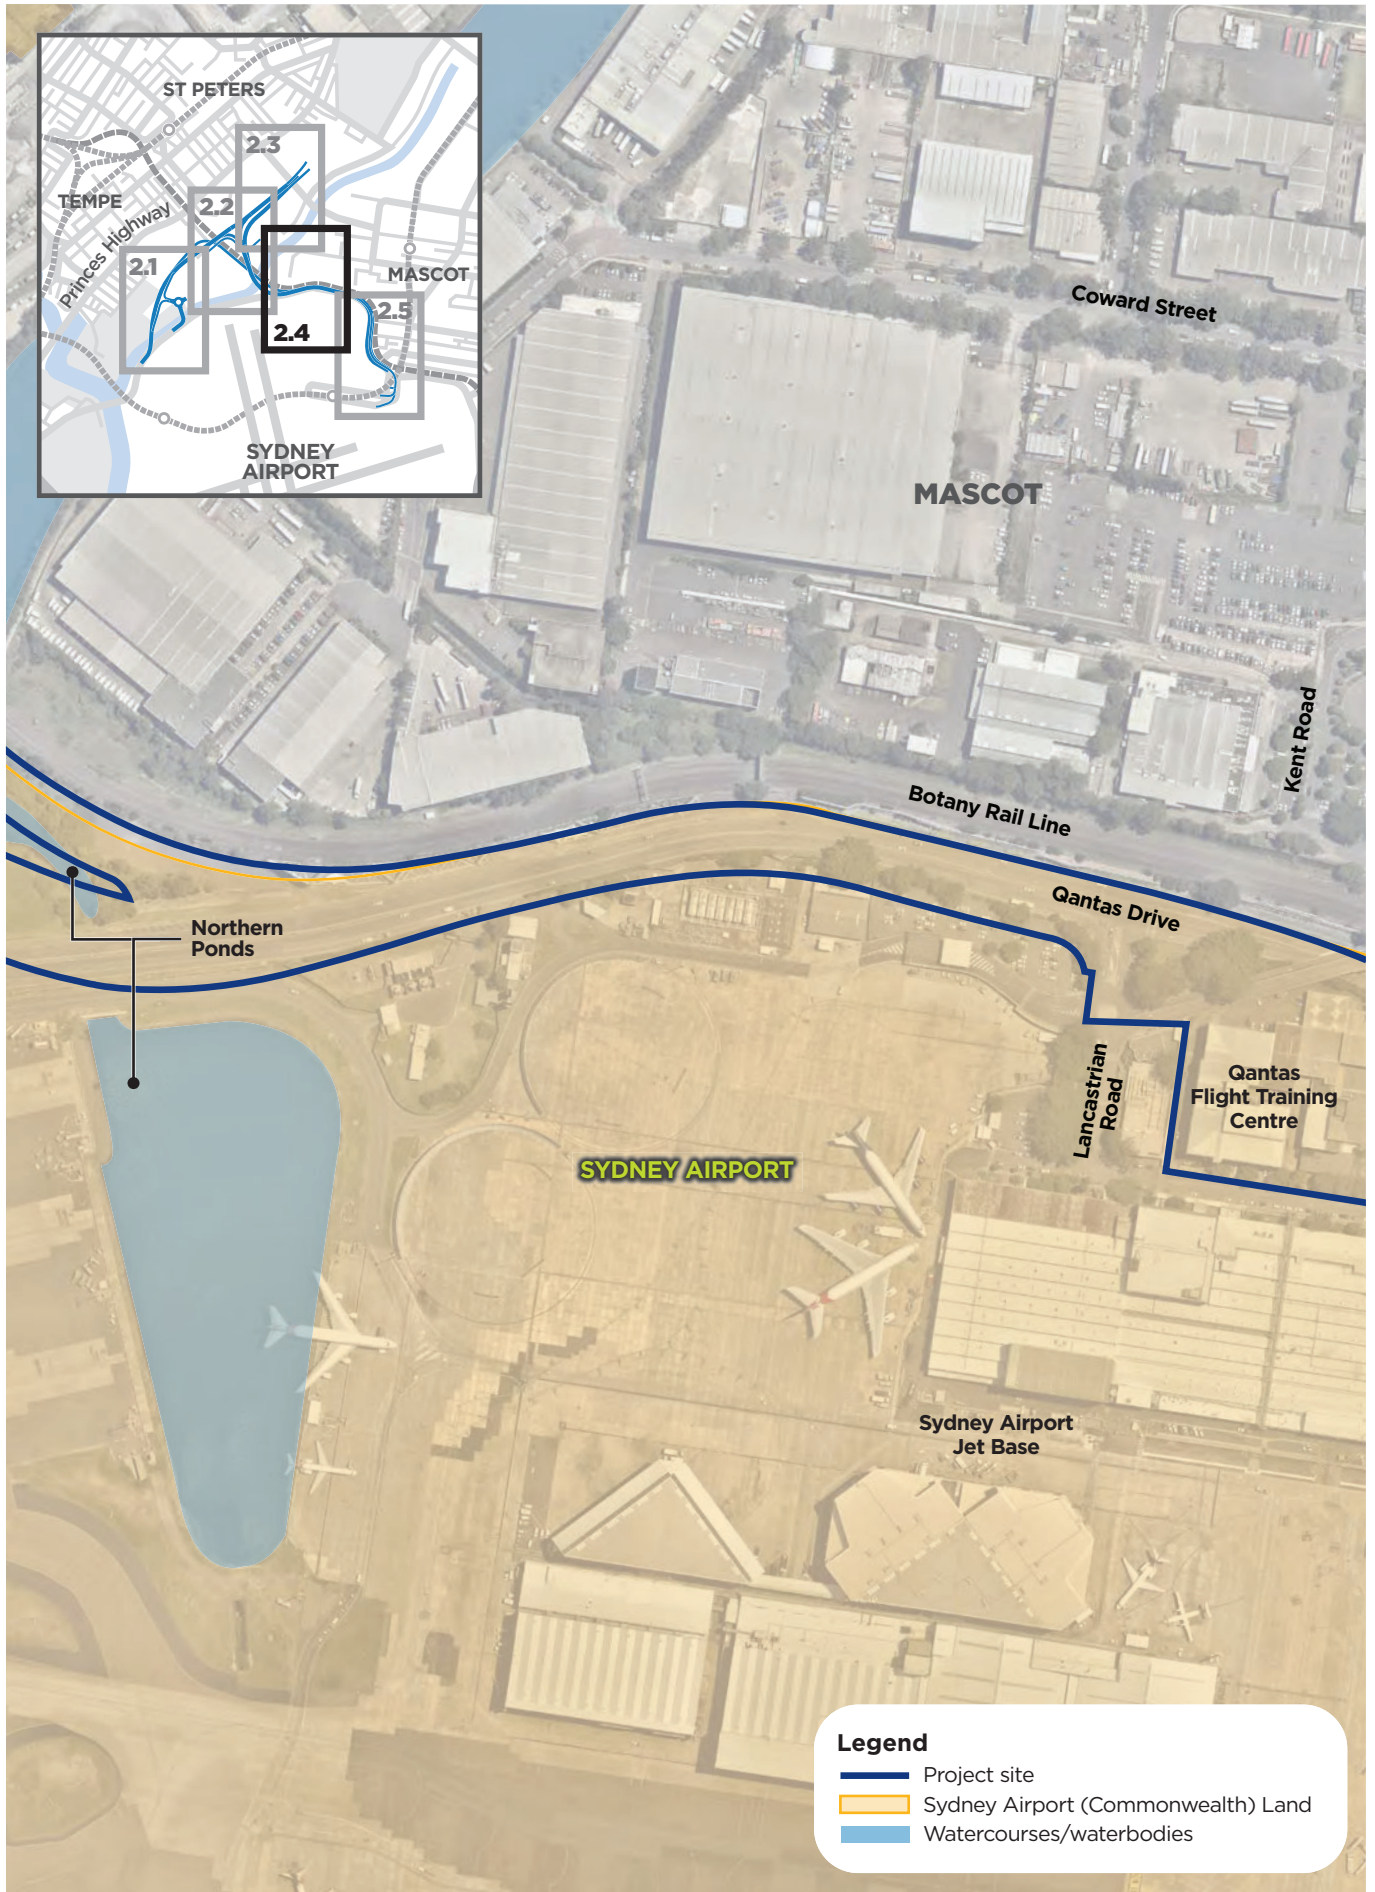 ST PETERS
2.3
TEMPE
2.2
Princes Highway
2.1
MASCOT
2.5
2.4
SYDNEY
AIRPORT
Coward Street
MASCOT
Kent Road
Botany Rail Line
Qantas Drive
Northern
Ponds
Lancastrian
Road
Qantas
Flight Training
Centre
SYDNEY AIRPORT
Sydney Airport
Jet Base
Legend
Project site
Sydney Airport (Commonwealth) Land
Watercourses/waterbodies